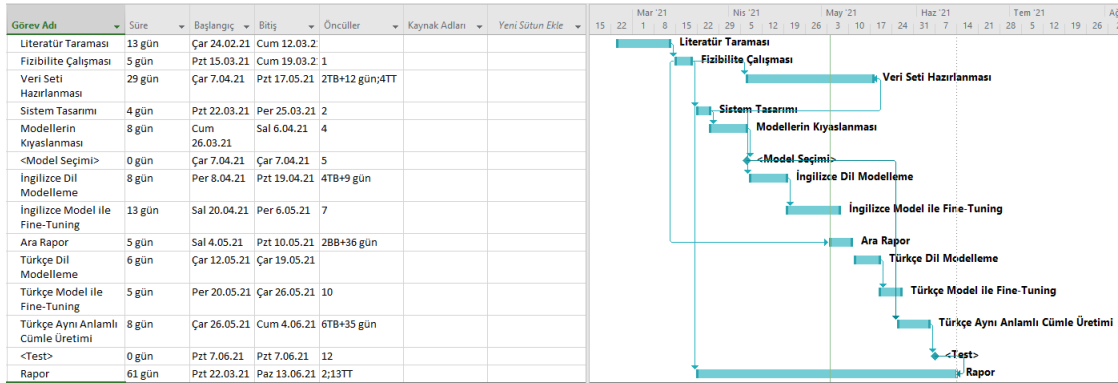 Görev Adı Süre Başlangıç Bitiş Öncüller Kaynak Adları Yeni Sütun Ekle
Mar '21 Nis '21 May '21 Haz '21 Tem '21
15 22 1 8 15 22 29 5 12 19 26 3 10 17 24 31 7 14 21 28 5 12 19 26
Literatür Taraması 13 gün Çar 24.02.21 Cum 12.03.2
Fizibilite Çalışması 5 gün Pzt 15.03.21 Cum 19.03.2 1
Veri Seti 29 gün Çar 7.04.21 Pzt 17.05.21 2TB+12 gün;4TT
Hazırlanması
Sistem Tasarımı 4 gün Pzt 22.03.21 Per 25.03.21 2
Modellerin 8 gün Cum Sal 6.04.21 4
Kıyaslanması 26.03.21
<Model Seçimi> 0 gün Çar 7.04.21 Çar 7.04.21 5
İngilizce Dil 8 gün Per 8.04.21 Pzt 19.04.21 4TB+9 gün
Modelleme
İngilizce Model ile 13 gün Sal 20.04.21 Per 6.05.21 7
Fine-Tuning
Ara Rapor 5 gün Sal 4.05.21 Pzt 10.05.21 2BB+36 gün
Türkçe Dil 6 gün Çar 12.05.21 Çar 19.05.21
Modelleme
Türkçe Model ile 5 gün Per 20.05.21 Çar 26.05.21 10
Fine-Tuning
Türkçe Aynı Anlamlı 8 gün Çar 26.05.21 Cum 4.06.21 6TB+35 gün
Cümle Üretimi
<Test> 0 gün Pzt 7.06.21 Pzt 7.06.21 12
Rapor 61 gün Pzt 22.03.21 Paz 13.06.21 2;13TT
Literatür Taraması
Fizibilite Çalışması
Veri Seti Hazırlanması
Sistem Tasarımı
Modellerin Kıyaslanması
<Model Seçimi>
İngilizce Dil Modelleme
İngilizce Model ile Fine-Tuning
Ara Rapor
Türkçe Dil Modelleme
Türkçe Model ile Fine-Tuning
Türkçe Aynı Anlamlı Cümle Üretimi
<Test>
Rapor